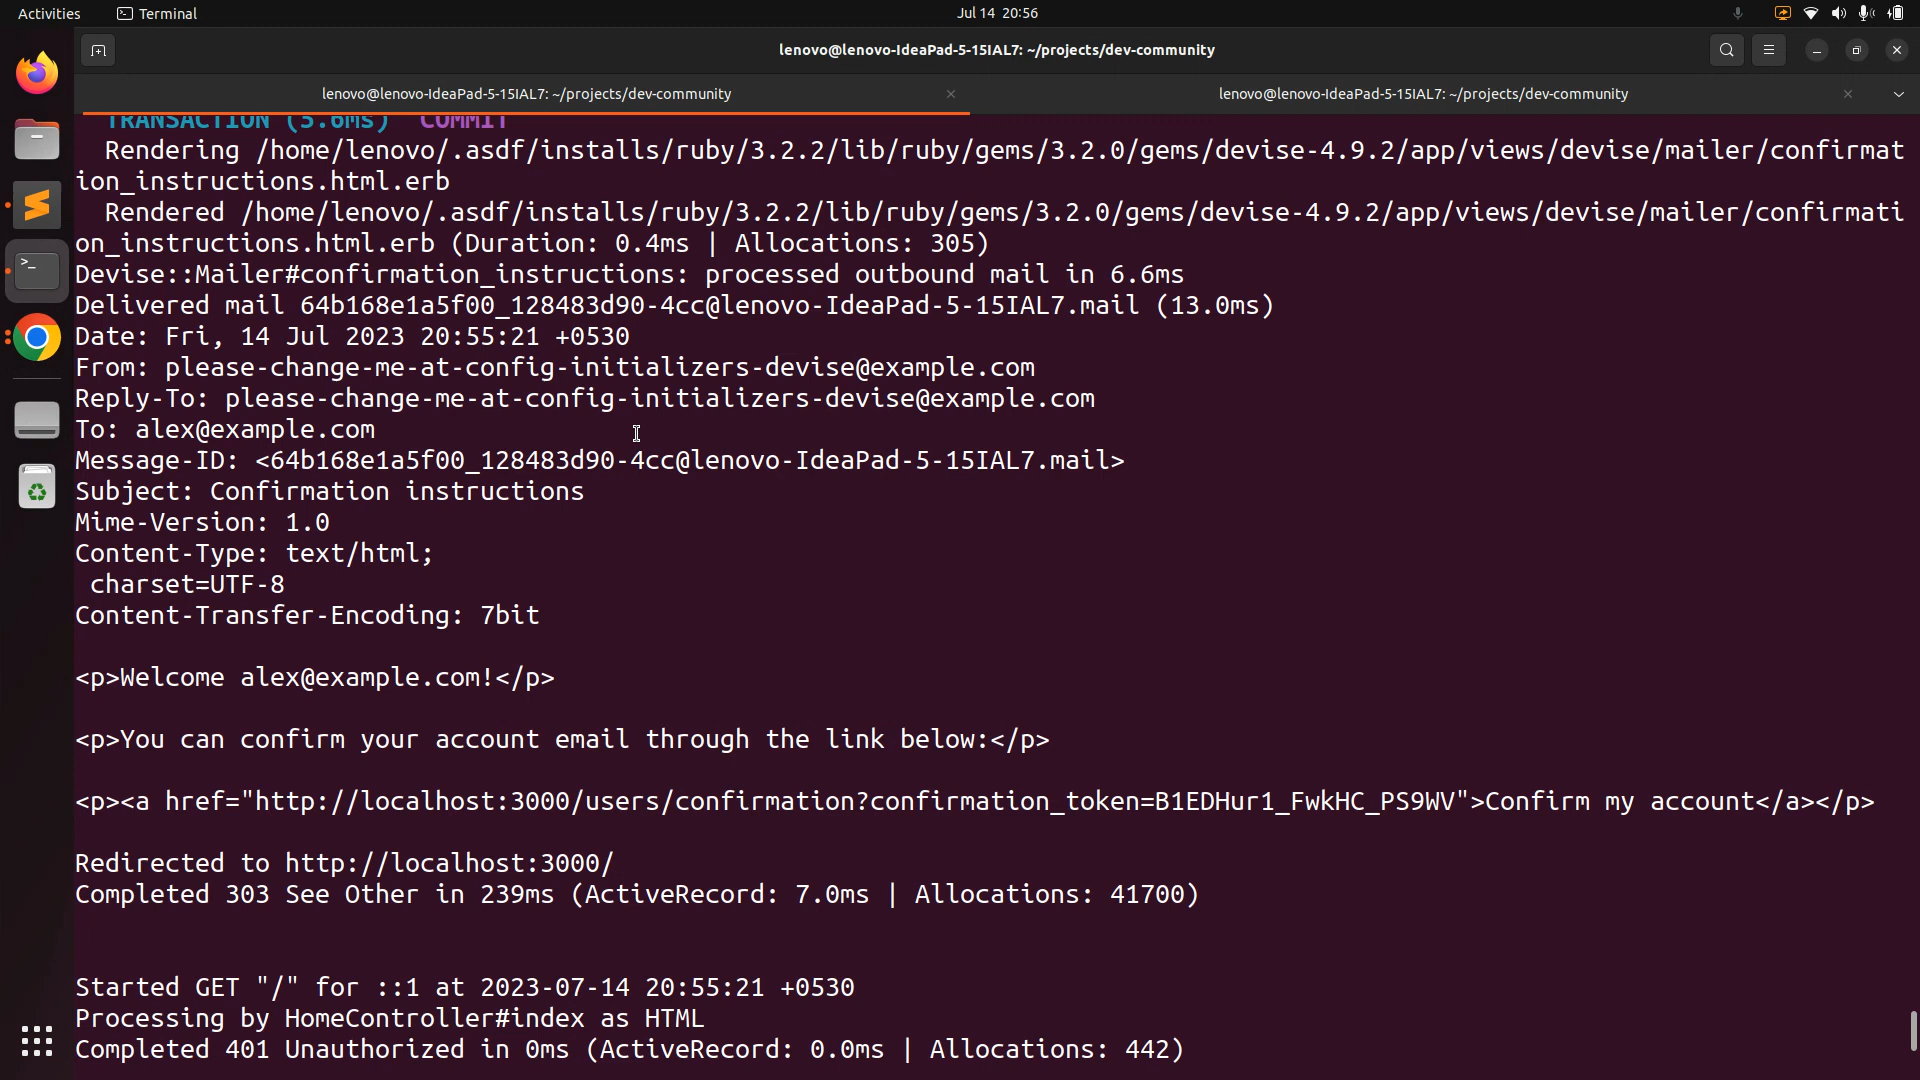 Activities Terminal Jul 14 20:56
lenovo@lenovo-IdeaPad-5-15IAL7: ~/projects/dev-community
lenovo@lenovo-IdeaPad-5-15IAL7: ~/projects/dev-community lenovo@lenovo-IdeaPad-5-15IAL7: ~/projects/dev-community
TRANSACTION (5.6ms) COMMIT
Rendering /home/lenovo/.asdf/installs/ruby/3.2.2/lib/ruby/gems/3.2.0/gems/devise-4.9.2/app/views/devise/mailer/confirmat
ion_instructions.html.erb
Rendered /home/lenovo/.asdf/installs/ruby/3.2.2/lib/ruby/gems/3.2.0/gems/devise-4.9.2/app/views/devise/mailer/confirmati
on_instructions.html.erb (Duration: 0.4ms | Allocations: 305)
Devise::Mailer#confirmation_instructions: processed outbound mail in 6.6ms
Delivered mail 64b168e1a5f00_128483d90-4cc@lenovo-IdeaPad-5-15IAL7.mail (13.0ms)
Date: Fri, 14 Jul 2023 20:55:21 +0530
From: please-change-me-at-config-initializers-devise@example.com
Reply-To: please-change-me-at-config-initializers-devise@example.com
To: alex@example.com
Message-ID: <64b168e1a5f00_128483d90-4cc@lenovo-IdeaPad-5-15IAL7.mail>
Subject: Confirmation instructions
Mime-Version: 1.0
Content-Type: text/html;
charset=UTF-8
Content-Transfer-Encoding: 7bit
<p>Welcome alex@example.com!</p>
<p>You can confirm your account email through the link below:</p>
<p><a href="http://localhost:3000/users/confirmation?confirmation_token=B1EDHur1_FwkHC_PS9WV">Confirm my account</a></p>
Redirected to http://localhost:3000/
Completed 303 See Other in 239ms (ActiveRecord: 7.0ms | Allocations: 41700)
Started GET "/" for ::1 at 2023-07-14 20:55:21 +0530
Processing by HomeController#index as HTML
Completed 401 Unauthorized in 0ms (ActiveRecord: 0.0ms | Allocations: 442)